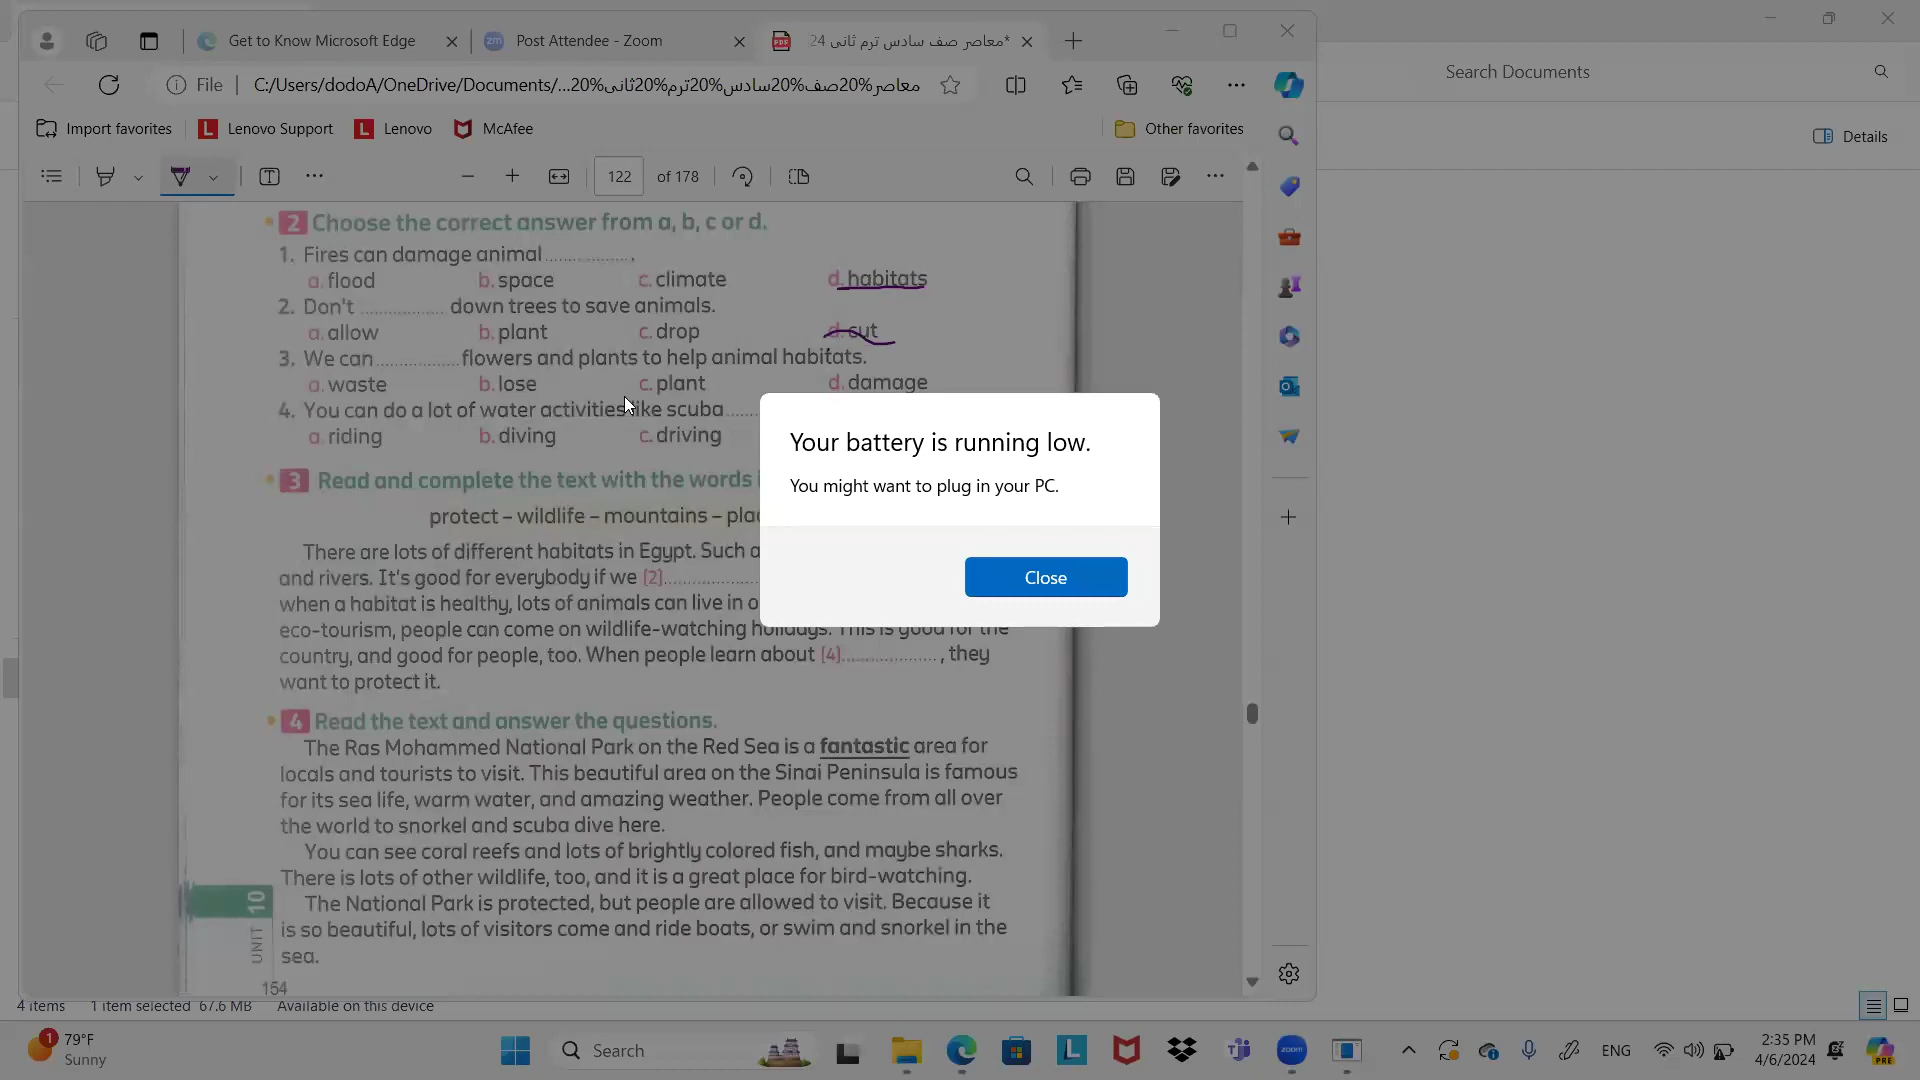 Get to Know Microsoft Edge
zm Post Attendee - Zoom
PDF *معاصر صف سادس ترم ثانى 24
Search Documents
File
C:/Users/dodoA/OneDrive/Documents/...20%معاصر%20صف%20سادس%20ترم%20ثانى
Import favorites
L Lenovo Support
L Lenovo
McAfee
Other favorites
Details
122 of 178
2 Choose the correct answer from a, b, c or d.
1. Fires can damage animal ................
a. flood b. space c. climate d. habitats
2. Don't ................ down trees to save animals.
a. allow b. plant c. drop d. cut
3. We can ................ flowers and plants to help animal habitats.
a. waste b. lose c. plant d. damage
4. You can do a lot of water activities like scuba ......
a. riding b. diving c. driving
3 Read and complete the text with the words
protect – wildlife – mountains –
There are lots of different habitats in Egypt. Such
and rivers. It's good for everybody if we [2]..................
when a habitat is healthy, lots of animals can live in
eco-tourism, people can come on wildlife-watching holidays. This is good for the
country, and good for people, too. When people learn about [4].................. , they
want to protect it.
4 Read the text and answer the questions.
The Ras Mohammed National Park on the Red Sea is a fantastic area for
locals and tourists to visit. This beautiful area on the Sinai Peninsula is famous
for its sea life, warm water, and amazing weather. People come from all over
the world to snorkel and scuba dive here.
You can see coral reefs and lots of brightly colored fish, and maybe sharks.
There is lots of other wildlife, too, and it is a great place for bird-watching.
The National Park is protected, but people are allowed to visit. Because it
is so beautiful, lots of visitors come and ride boats, or swim and snorkel in the
sea.
UNIT 10
154
Your battery is running low.
You might want to plug in your PC.
Close
4 items 1 item selected 67.6 MB Available on this device
1
79°F
Sunny
Search
L
zoom
ENG
2:35 PM
4/6/2024
PRE